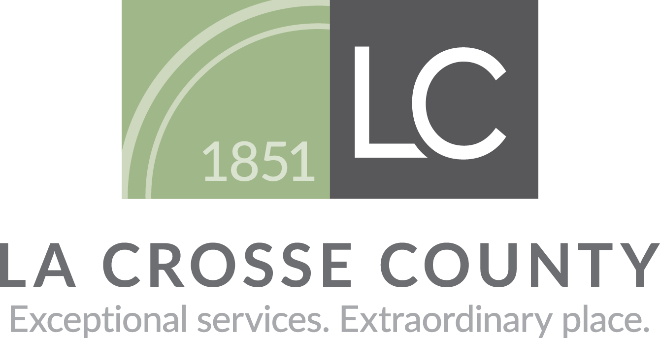 1851
LC
LA CROSSE COUNTY
Exceptional services. Extraordinary place.